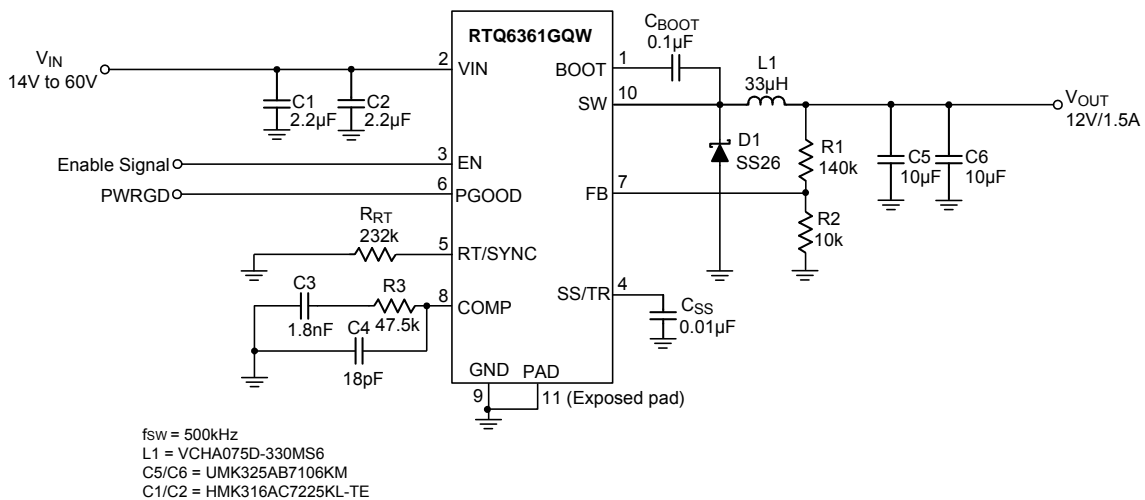 RTQ6361GQW
VIN
14V to 60V
2
VIN
C1
2.2µF
C2
2.2µF
Enable Signal
3
EN
PWRGD
6
PGOOD
RRT
232k
5
RT/SYNC
C3
1.8nF
R3
47.5k
8
COMP
C4
18pF
GND
9
PAD
11 (Exposed pad)
BOOT
1
CBOOT
0.1µF
SW
10
L1
33µH
D1
SS26
R1
140k
FB
7
R2
10k
C5
10µF
C6
10µF
VOUT
12V/1.5A
SS/TR
4
CSS
0.01µF
fSW = 500kHz
L1 = VCHA075D-330MS6
C5/C6 = UMK325AB7106KM
C1/C2 = HMK316AC7225KL-TE